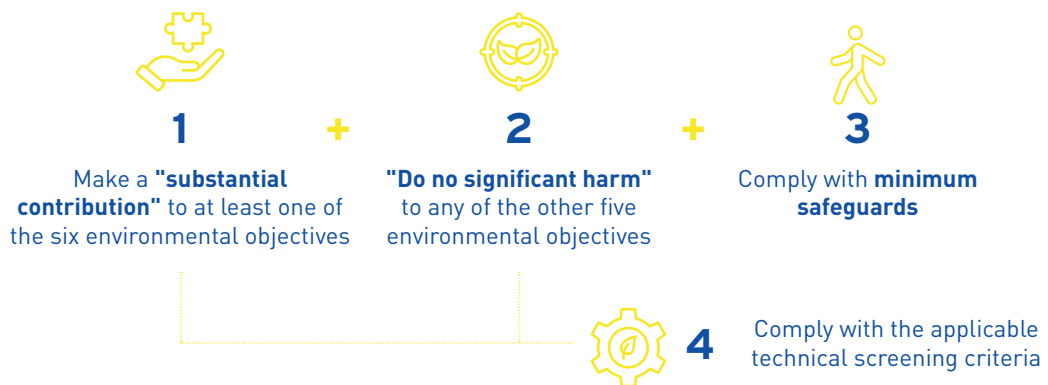 1
+
2
+
3
Make a "substantial
contribution" to at least one of
the six environmental objectives
"Do no significant harm"
to any of the other five
environmental objectives
Comply with minimum
safeguards
4
Comply with the applicable
technical screening criteria